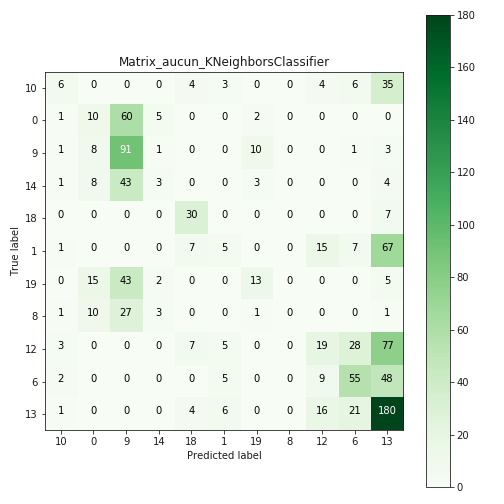 Matrix_aucun_KNeighborsClassifier
180
160
140
120
100
80
60
40
20
0
True label
10 6 0 0 0 4 3 0 0 4 6 35
0 1 10 60 5 0 0 2 0 0 0 0
9 1 8 91 1 0 0 10 0 0 1 3
14 1 8 43 3 0 0 3 0 0 0 4
18 0 0 0 0 30 0 0 0 0 0 7
1 1 0 0 0 7 5 0 0 15 7 67
19 0 15 43 2 0 0 13 0 0 0 5
8 1 10 27 3 0 0 1 0 0 0 1
12 3 0 0 0 7 5 0 0 19 28 77
6 2 0 0 0 0 5 0 0 9 55 48
13 1 0 0 0 4 6 0 0 16 21 180
10 0 9 14 18 1 19 8 12 6 13
Predicted label